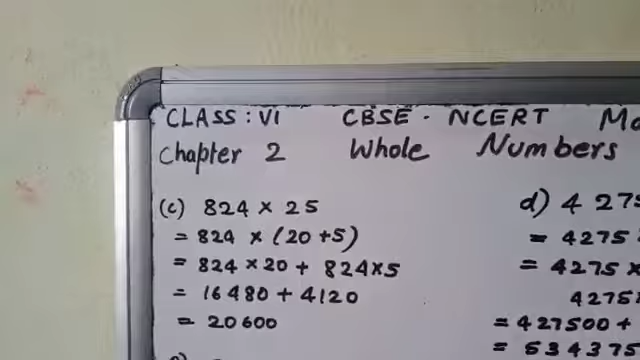 CLASS : VI CBSE - NCERT
Chapter 2 Whole Numbers
(c) 824 × 25
= 824 × (20 +5)
= 824 ×20 + 824×5
= 16480 + 4120
= 20600
d) 4 275
= 4275
= 4275 ×
4275
= 427500 +
= 534375